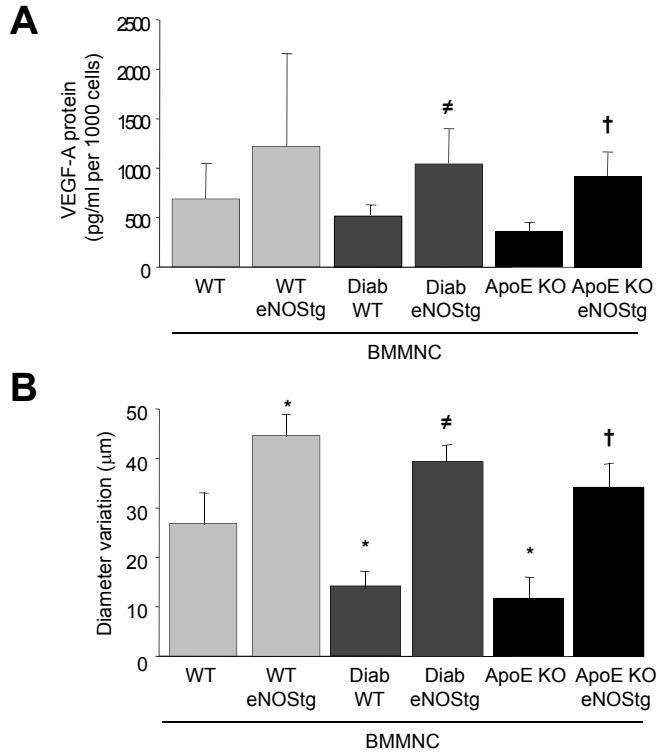 A
VEGF-A protein
(pg/ml per 1000 cells)
2500
2000
1500
1000
500
0
≠
†
WT
WT
eNOStg
Diab
WT
Diab
eNOStg
ApoE KO
ApoE KO
eNOStg
BMMNC
B
Diameter variation (μm)
50
40
30
20
10
0
*
*
≠
*
†
WT
WT
eNOStg
Diab
WT
Diab
eNOStg
ApoE KO
ApoE KO
eNOStg
BMMNC